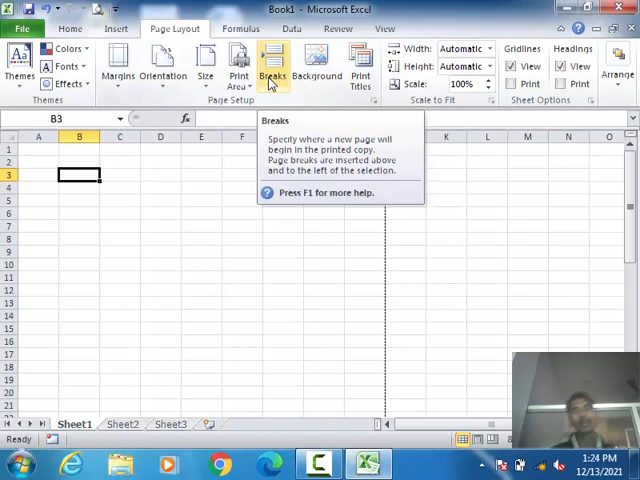 Book1 - Microsoft Excel
File Home Insert Page Layout Formulas Data Review View
Themes Colors Fonts Effects Margins Orientation Size Print Area Breaks Background Print Titles Width: Automatic Height: Automatic Scale: 100% Gridlines View Print Headings View Print Arrange
Themes Page Setup Scale to Fit Sheet Options
B3 fx
A B C D E F K L M N O
1
2
3
4
5
6
7
8
9
10
11
12
13
14
15
16
17
18
19
20
21
Breaks
Specify where a new page will
begin in the printed copy.
Page breaks are inserted above
and to the left of the selection.
Press F1 for more help.
Sheet1 Sheet2 Sheet3
Ready
1:24 PM
12/13/2021